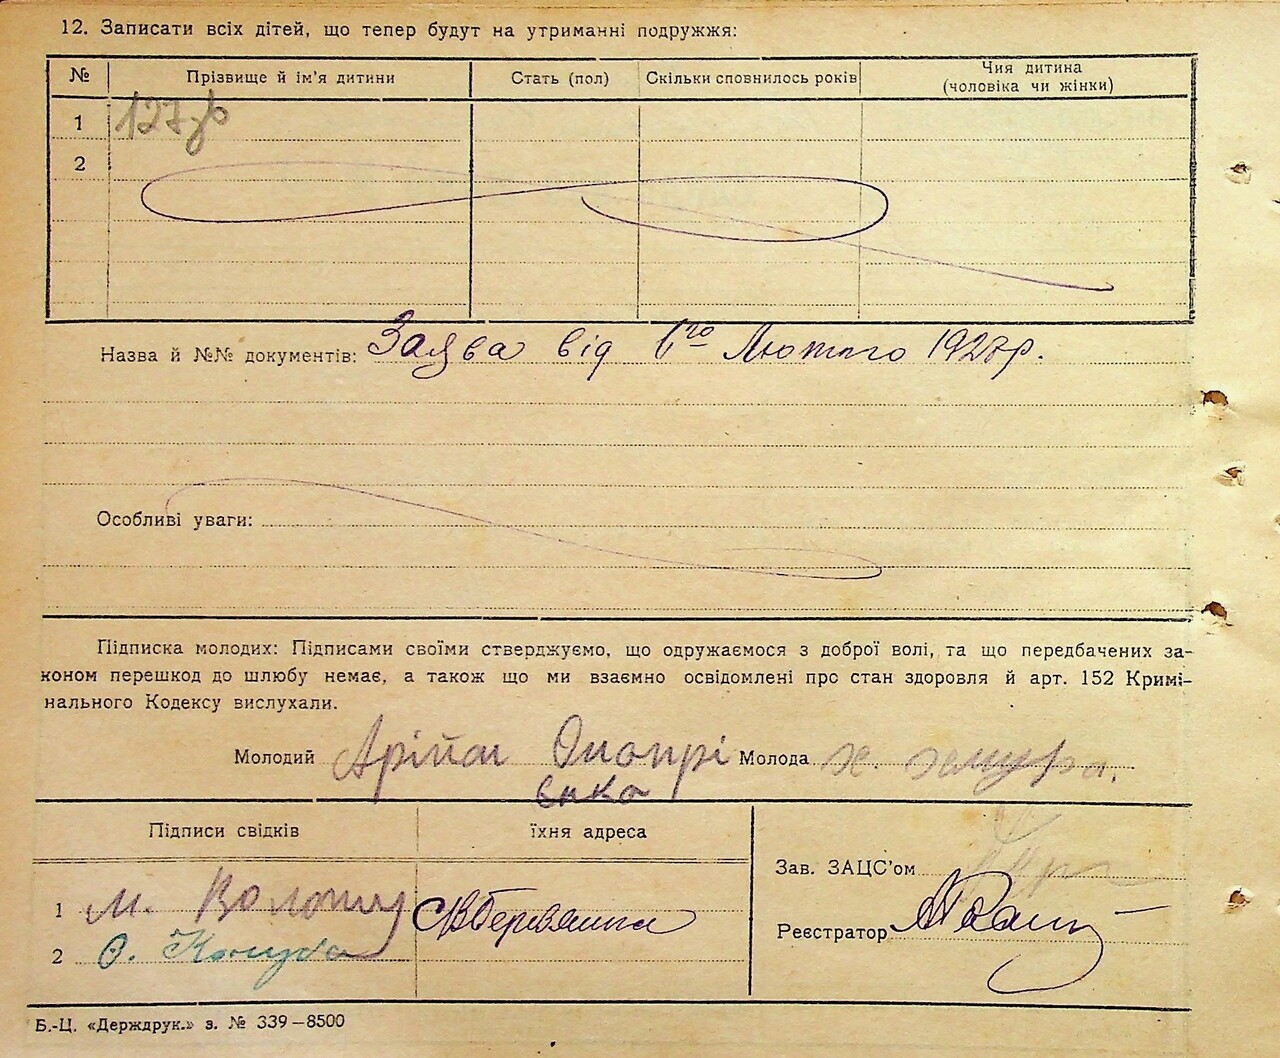 12. Записати всіх дітей, що тепер будут на утриманні подружжя:
№ Прізвище й ім'я дитини Стать (пол) Скільки сповнилось років Чия дитина (чоловіка чи жінки)
1
2
Назва й №№ документів: Заява від 6го Лютого 1927р.
Особливі уваги:
Підписка молодих: Підписами своїми стверджуємо, що одружаємося з доброї волі, та що передбачених за-
коном перешкод до шлюбу немає, а також що ми взаємно освідомлені про стан здоровля й арт. 152 Кримі-
нального Кодексу вислухали.
Молодий Молода
єнко
Підписи свідків їхня адреса
Зав. ЗАЦС'ом
1 М.
2
Реєстратор
Б.-Ц. «Держдрук.» з. № 339—8500